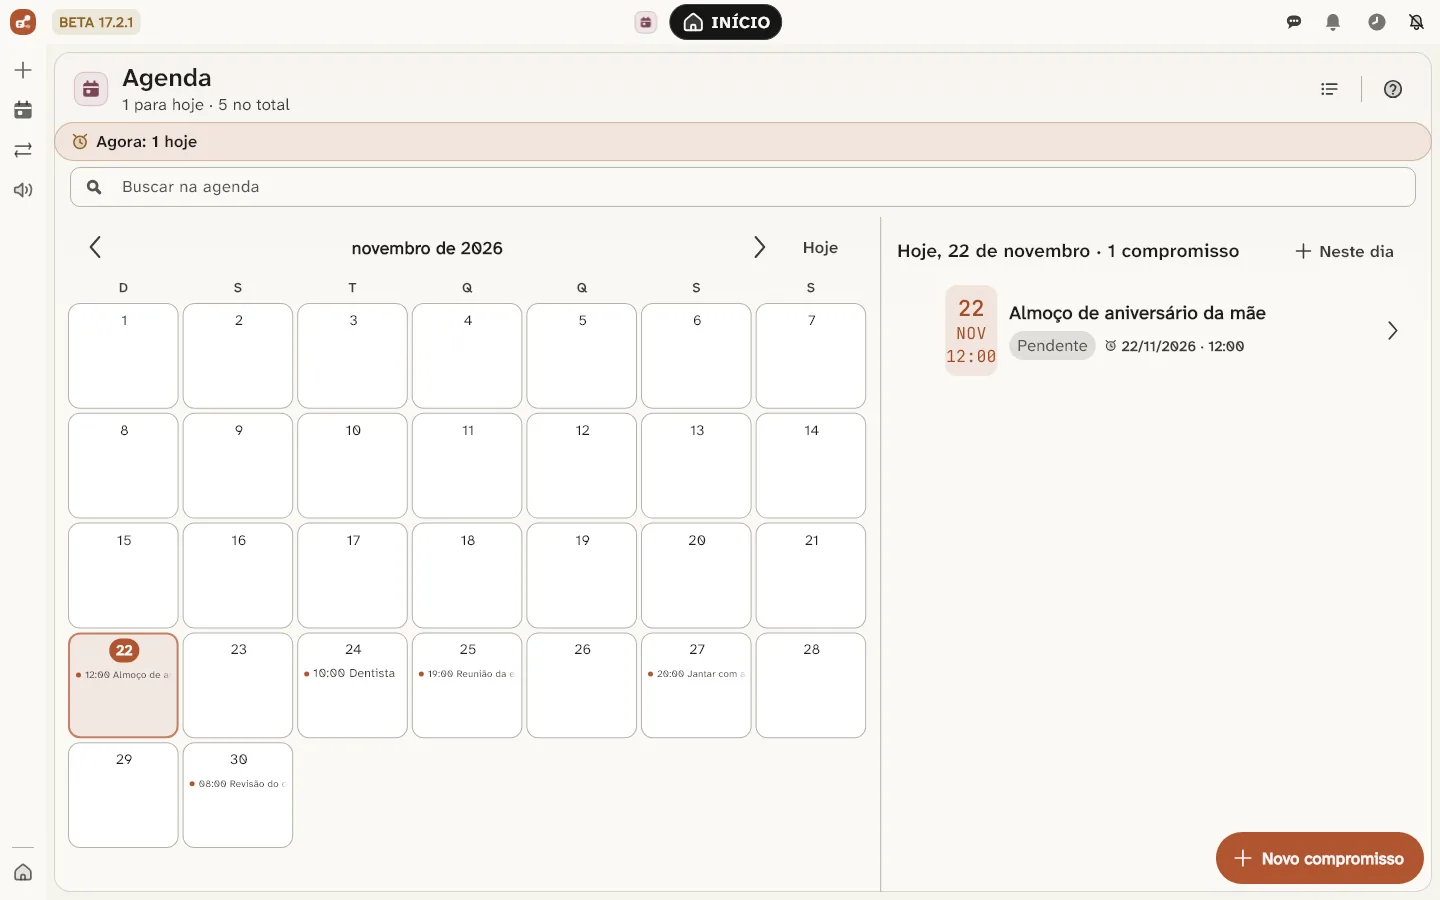 BETA 17.2.1
INÍCIO
Agenda
1 para hoje · 5 no total
Agora: 1 hoje
Buscar na agenda
novembro de 2026
Hoje
D S T Q Q S S
1 2 3 4 5 6 7
8 9 10 11 12 13 14
15 16 17 18 19 20 21
22 23 24 25 26 27 28
12:00 Almoço de
10:00 Dentista
19:00 Reunião da
20:00 Jantar com
29 30
08:00 Revisão do
Hoje, 22 de novembro · 1 compromisso
Neste dia
22
NOV
12:00
Almoço de aniversário da mãe
Pendente
22/11/2026 · 12:00
Novo compromisso